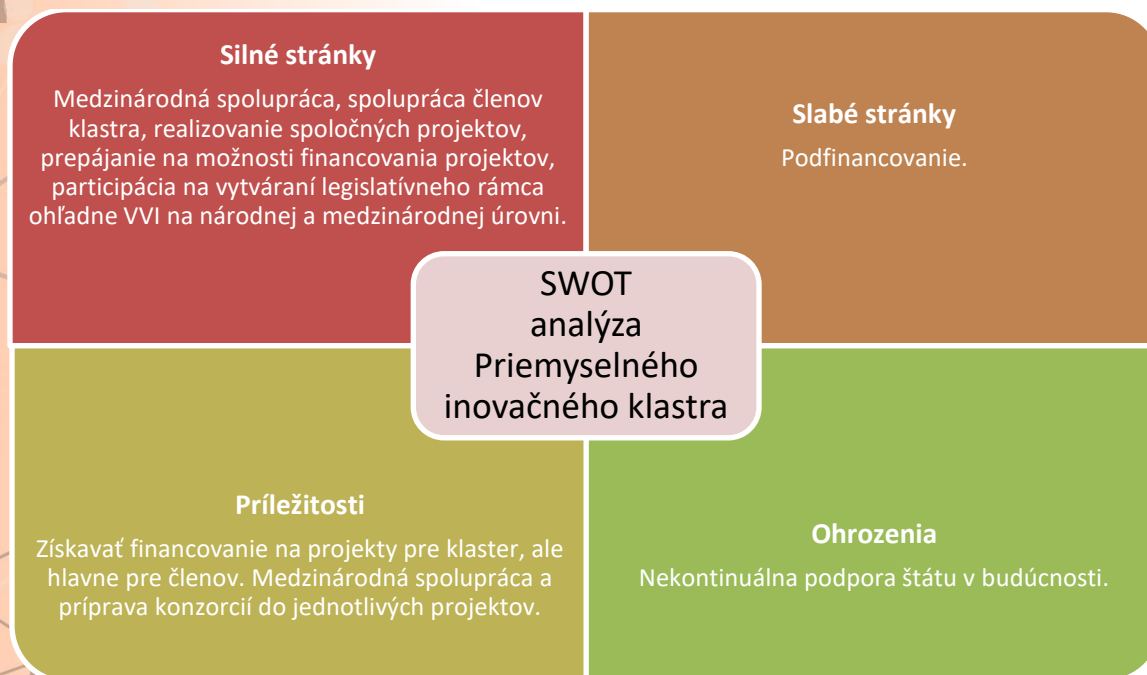 Silné stránky
Medzinárodná spolupráca, spolupráca členov
klastra, realizovanie spoločných projektov,
prepájanie na možnosti financovania projektov,
participácia na vytváraní legislatívneho rámca
ohľadne VVI na národnej a medzinárodnej úrovni.
Slabé stránky
Podfinancovanie.
SWOT
analýza
Priemyselného
inovačného klastra
Príležitosti
Získavať financovanie na projekty pre klaster, ale
hlavne pre členov. Medzinárodná spolupráca a
príprava konzorcií do jednotlivých projektov.
Ohrozenia
Nekontinuálna podpora štátu v budúcnosti.